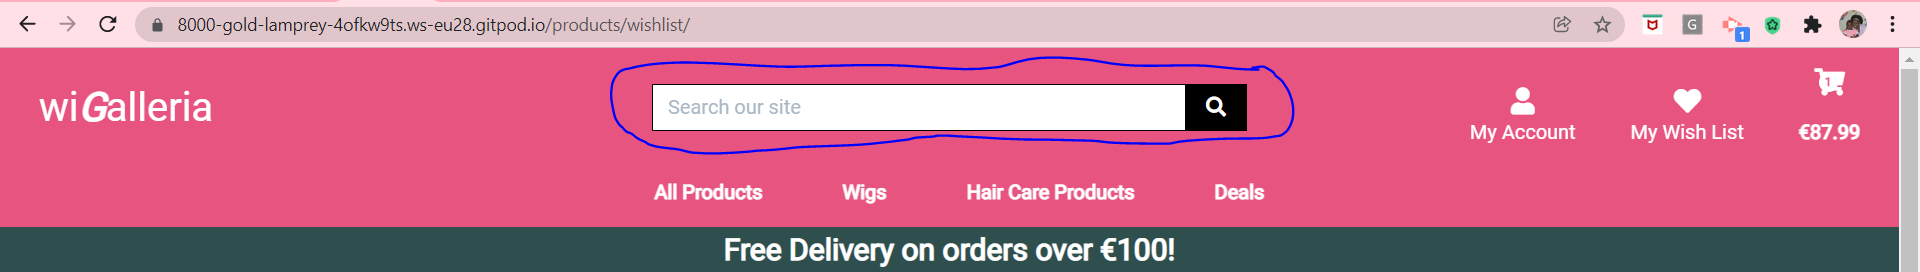 8000-gold-lamprey-4ofkw9ts.ws-eu28.gitpod.io/products/wishlist/
G
1
wiGalleria
Search our site
My Account
My Wish List
1
€87.99
All Products
Wigs
Hair Care Products
Deals
Free Delivery on orders over €100!